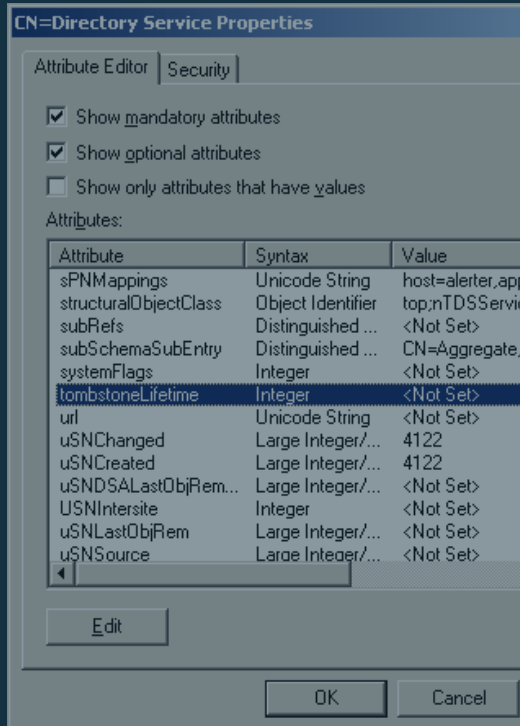 CN=Directory Service Properties
Attribute Editor Security
Show mandatory attributes
Show optional attributes
Show only attributes that have values
Attributes:
Attribute Syntax Value
sPNMappings Unicode String host=alerter,app
structuralObjectClass Object Identifier top;nTDSServic
subRefs Distinguished ... <Not Set>
subSchemaSubEntry Distinguished ... CN=Aggregate,
systemFlags Integer <Not Set>
tombstoneLifetime Integer <Not Set>
url Unicode String <Not Set>
uSNChanged Large Integer/... 4122
uSNCreated Large Integer/... 4122
uSNDSALastObjRem... Large Integer/... <Not Set>
USNIntersite Integer <Not Set>
uSNLastObjRem Large Integer/... <Not Set>
uSNSource Large Integer/... <Not Set>
Edit
OK Cancel